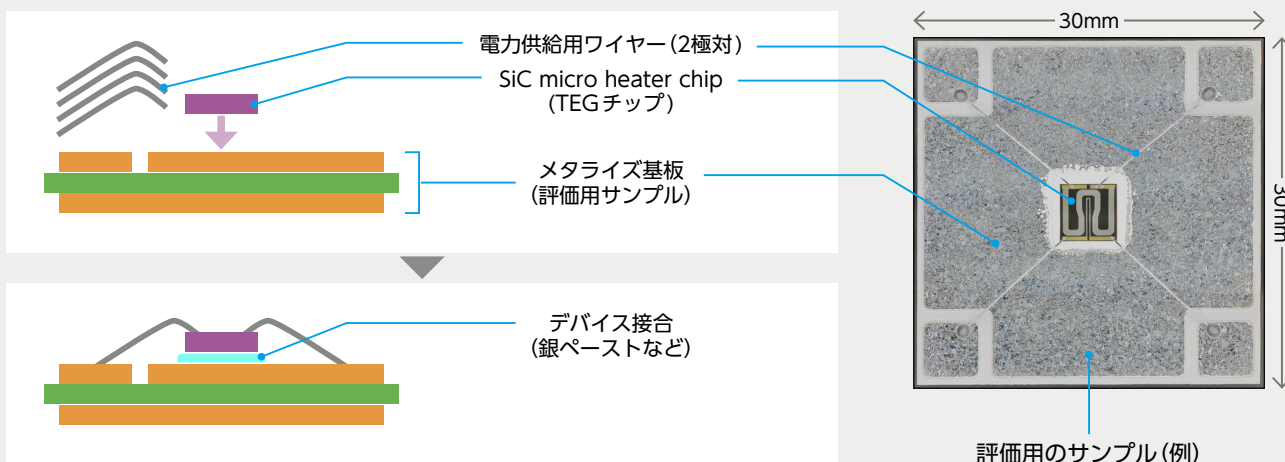 電力供給用ワイヤー(2極対)
SiC micro heater chip
(TEGチップ)
メタライズ基板
(評価用サンプル)
デバイス接合
(銀ペーストなど)
30mm
30mm
評価用のサンプル(例)